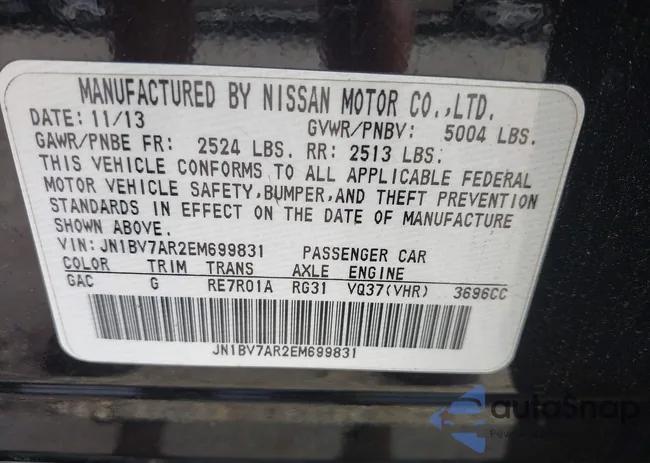 MANUFACTURED BY NISSAN MOTOR CO.,LTD.
DATE: 11/13 GVWR/PNBV: 5004 LBS.
GAWR/PNBE FR: 2524 LBS. RR: 2513 LBS.
THIS VEHICLE CONFORMS TO ALL APPLICABLE FEDERAL
MOTOR VEHICLE SAFETY,BUMPER,AND THEFT PREVENTION
STANDARDS IN EFFECT ON THE DATE OF MANUFACTURE
SHOWN ABOVE.
VIN:JN1BV7AR2EM699831 PASSENGER CAR
COLOR TRIM TRANS AXLE ENGINE
GAC G RE7R01A RG31 VQ37(VHR) 3696CC
JN1BV7AR2EM699831
autoSnap